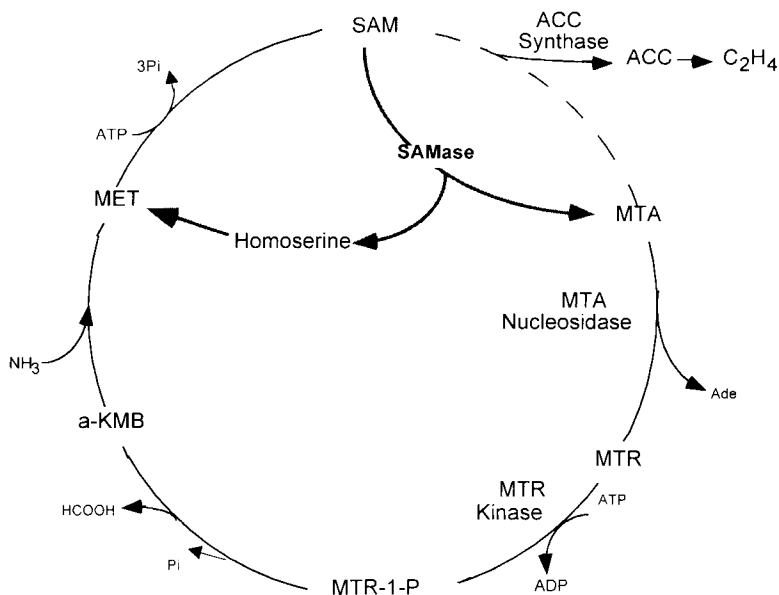 SAM
ACC
Synthase
ACC
C₂H₄
3Pi
ATP
SAMase
MET
MTA
Homoserine
MTA
Nucleosidase
NH₃
Ade
a-KMB
MTR
MTR
Kinase
ATP
HCOOH
Pi
ADP
MTR-1-P